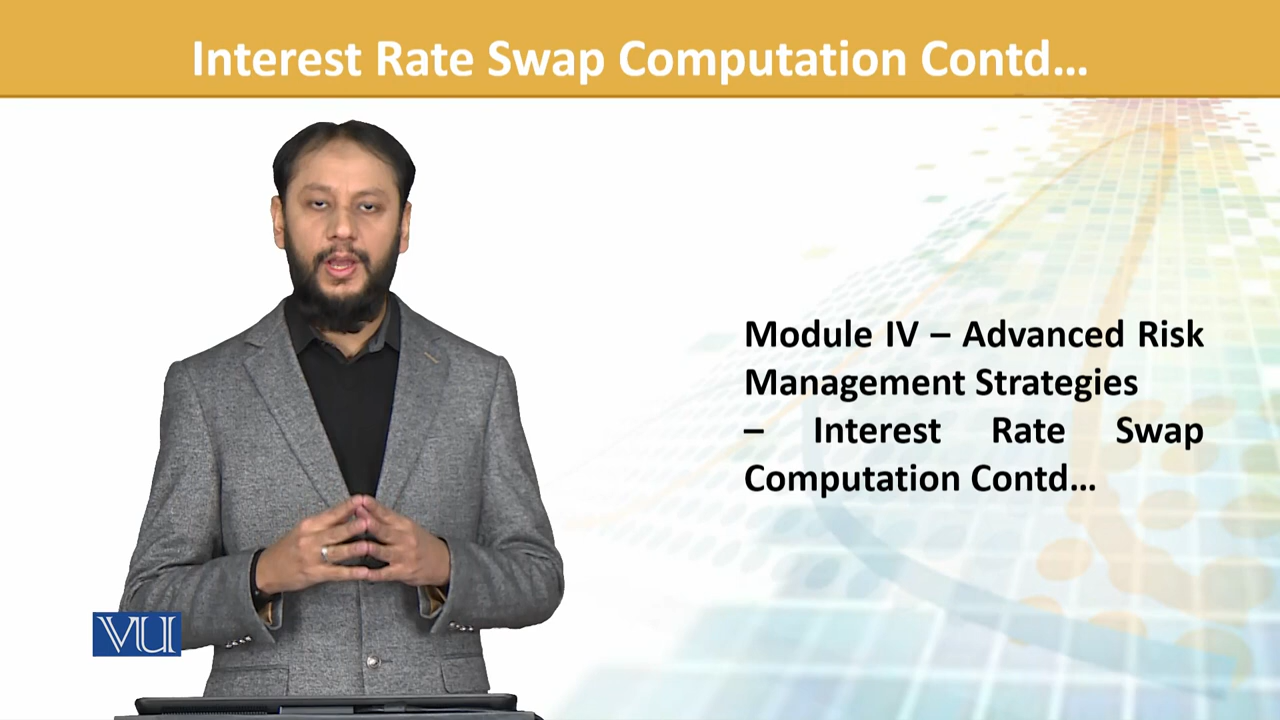 Interest Rate Swap Computation Contd...
Module IV – Advanced Risk
Management Strategies
– Interest Rate Swap
Computation Contd...
VU